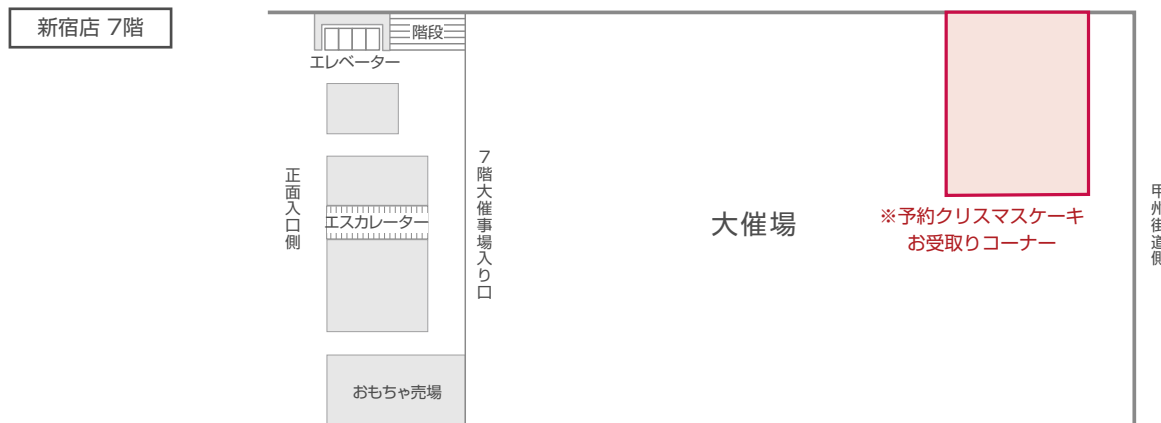 新宿店 7階
階段
エレベーター
正面入口側
エスカレーター
7階大催事場入り口
大催場
※予約クリスマスケーキ
お受取りコーナー
甲州街道側
おもちゃ売場